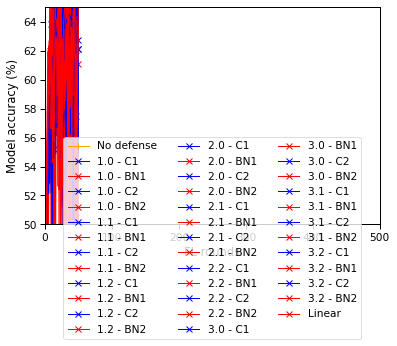 Model accuracy (%)
64
62
60
58
56
54
52
50
0
500
No defense
1.0 - C1
1.0 - BN1
1.0 - C2
1.0 - BN2
1.1 - C1
1.1 - BN1
1.1 - C2
1.1 - BN2
1.2 - C1
1.2 - BN1
1.2 - C2
1.2 - BN2
2.0 - C1
2.0 - BN1
2.0 - C2
2.0 - BN2
2.1 - C1
2.1 - BN1
2.1 - C2
2.1 - BN2
2.2 - C1
2.2 - BN1
2.2 - C2
2.2 - BN2
3.0 - C1
3.0 - BN1
3.0 - C2
3.0 - BN2
3.1 - C1
3.1 - BN1
3.1 - C2
3.1 - BN2
3.2 - C1
3.2 - BN1
3.2 - C2
3.2 - BN2
Linear